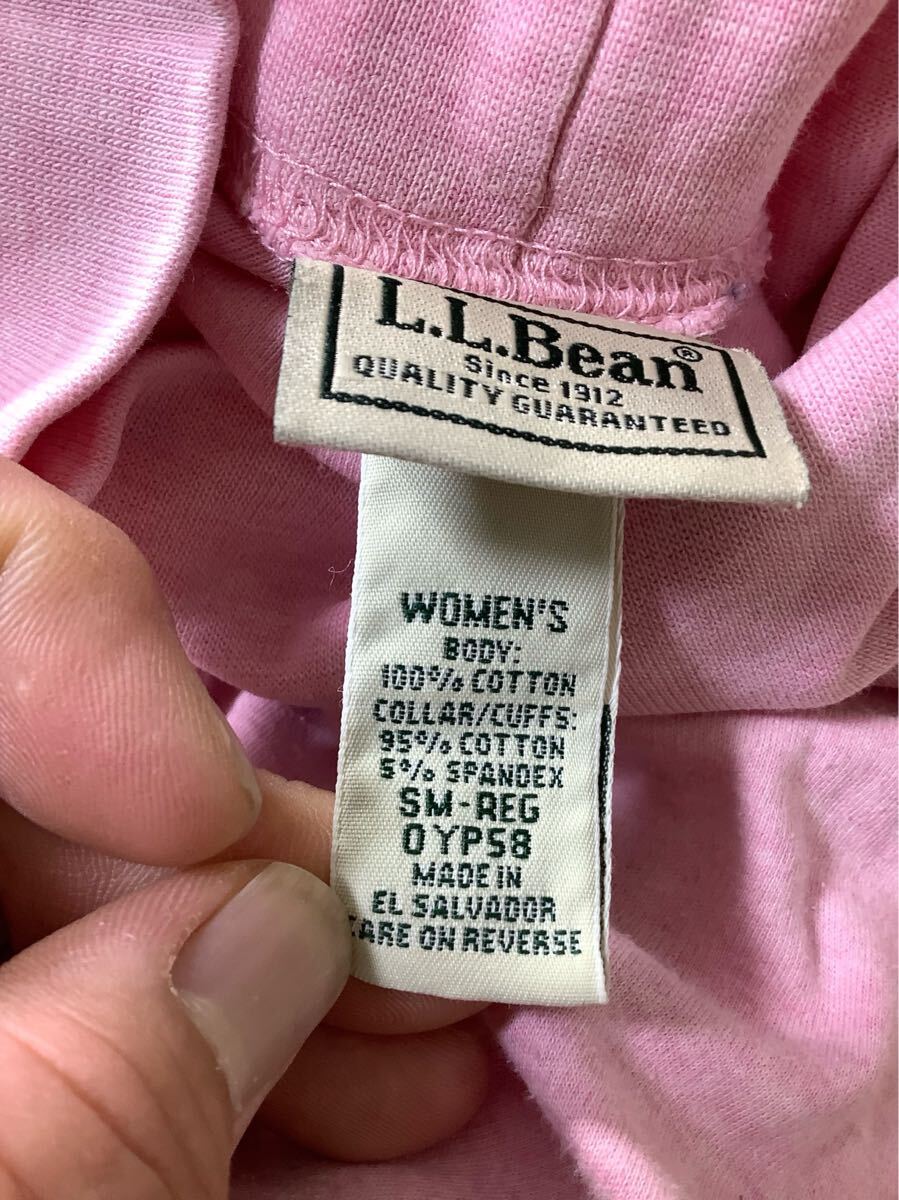 L.L.Bean®
Since 1912
QUALITY GUARANTEED
WOMEN'S
BODY:
100% COTTON
COLLAR/CUFFS:
95% COTTON
5% SPANDEX
SM-REG
0YP58
MADE IN
EL SALVADOR
CARE ON REVERSE